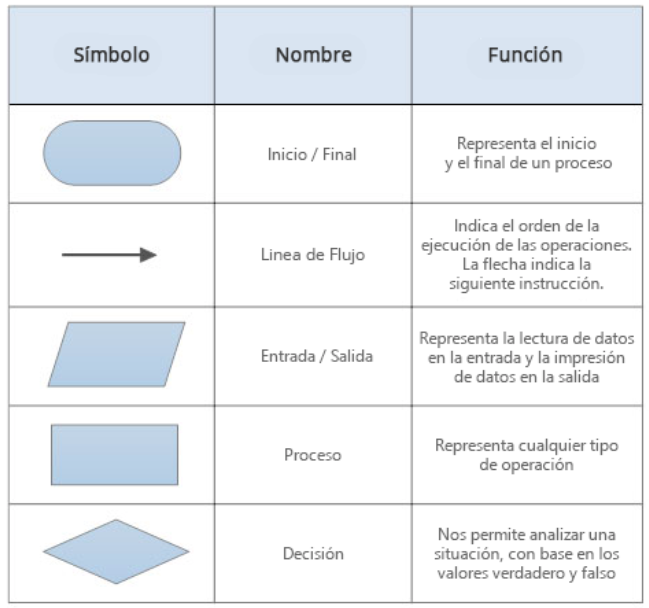 Símbolo
Nombre
Función
Inicio / Final
Representa el inicio
y el final de un proceso
Linea de Flujo
Indica el orden de la
ejecución de las operaciones.
La flecha indica la
siguiente instrucción.
Entrada / Salida
Representa la lectura de datos
en la entrada y la impresión
de datos en la salida
Proceso
Representa cualquier tipo
de operación
Decisión
Nos permite analizar una
situación, con base en los
valores verdadero y falso